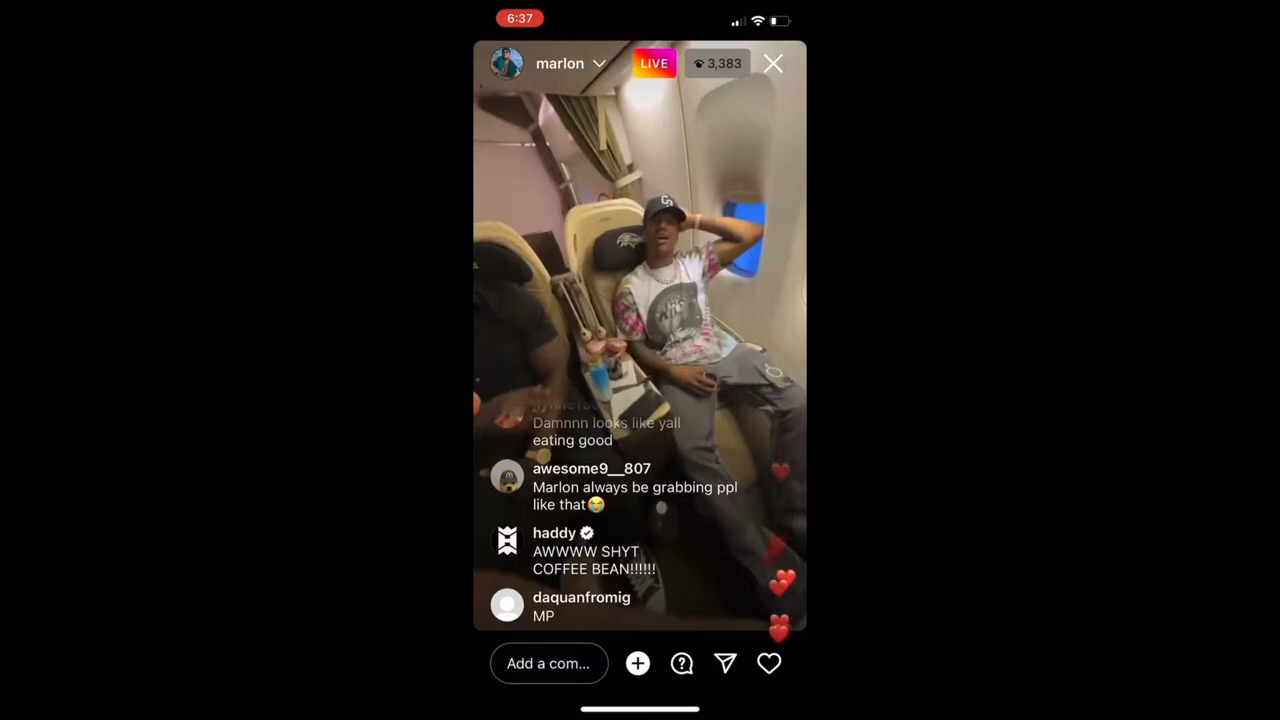 6:37
marlon
LIVE
3,383
Damnnn looks like yall
eating good
awesome9__807
Marlon always be grabbing ppl
like that😭
haddy
AWWWW SHYT
COFFEE BEAN!!!!!!
daquanfromig
MP
Add a com...